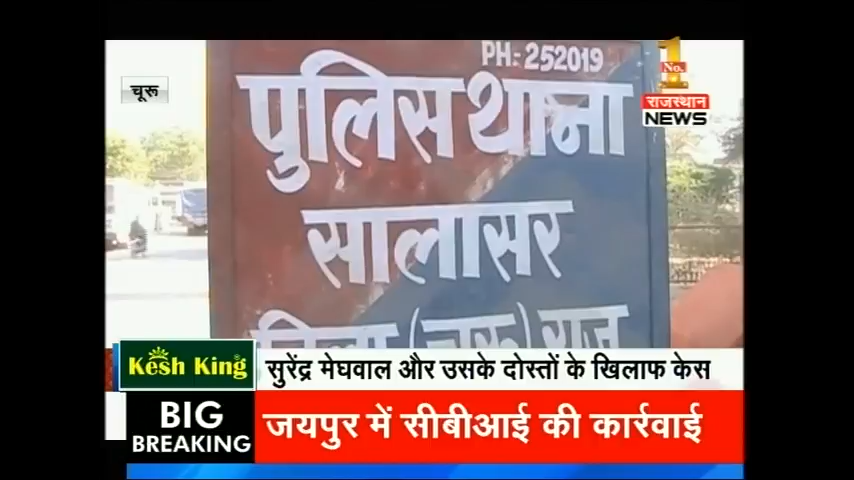 PH:- 252019
No. 1
चूरू
राजस्थान
NEWS
पुलिस थाना
सालासर
जिला (चूरू) राज
Kesh King
सुरेंद्र मेघवाल और उसके दोस्तों के खिलाफ केस
BIG
BREAKING
जयपुर में सीबीआई की कार्रवाई